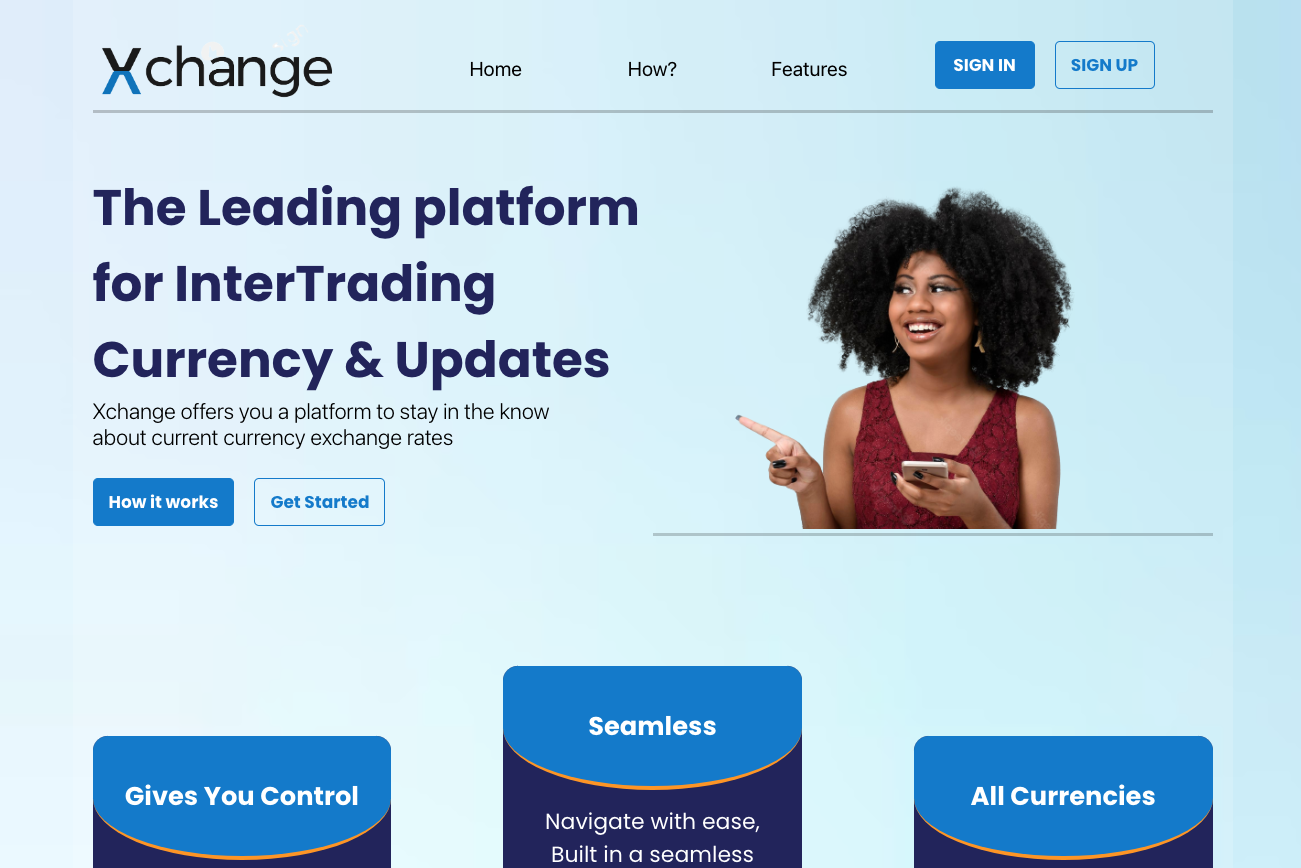 Xchange
Home
How?
Features
SIGN IN
SIGN UP
The Leading platform
for InterTrading
Currency & Updates
Xchange offers you a platform to stay in the know
about current currency exchange rates
How it works
Get Started
Gives You Control
Seamless
Navigate with ease,
Built in a seamless
All Currencies